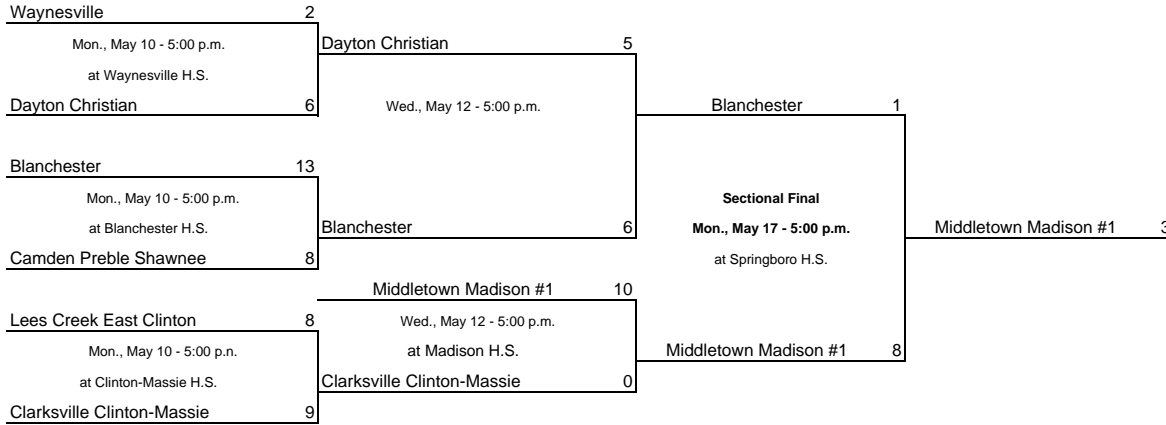 Waynesville 2
Mon., May 10 - 5:00 p.m.
at Waynesville H.S.
Dayton Christian 6
Dayton Christian 5
Wed., May 12 - 5:00 p.m.
Blanchester 13
Mon., May 10 - 5:00 p.m.
at Blanchester H.S.
Camden Preble Shawnee 8
Blanchester 6
Blanchester 1
Sectional Final
Mon., May 17 - 5:00 p.m.
at Springboro H.S.
Middletown Madison #1 3
Middletown Madison #1 10
Wed., May 12 - 5:00 p.m.
at Madison H.S.
Clarksville Clinton-Massie 0
Middletown Madison #1 8
Lees Creek East Clinton 8
Mon., May 10 - 5:00 p.n.
at Clinton-Massie H.S.
Clarksville Clinton-Massie 9